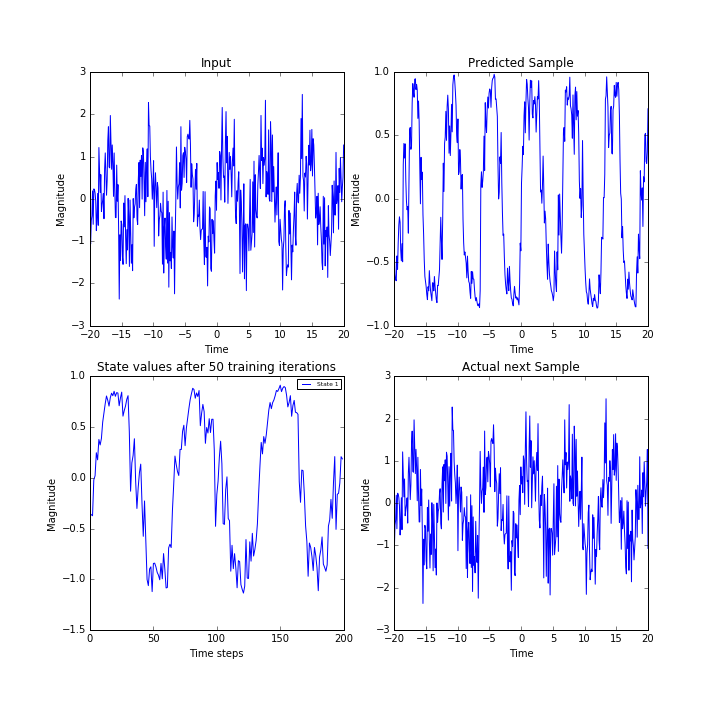 Input
Magnitude
3
2
1
0
−1
−2
−3
−20 −15 −10 −5 0 5 10 15 20
Time
Predicted Sample
Magnitude
1.0
0.5
0.0
−0.5
−1.0
−20 −15 −10 −5 0 5 10 15 20
Time
State values after 50 training iterations
State 1
Magnitude
1.0
0.5
0.0
−0.5
−1.0
−1.5
0 50 100 150 200
Time steps
Actual next Sample
Magnitude
3
2
1
0
−1
−2
−3
−20 −15 −10 −5 0 5 10 15 20
Time